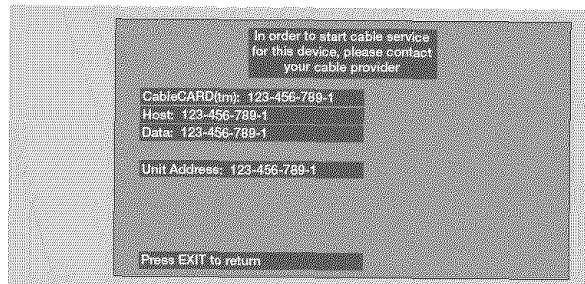 In order to start cable service
for this device, please contact
your cable provider
CableCARD(tm): 123-456-789-1
Host: 123-456-789-1
Data: 123-456-789-1
Unit Address: 123-456-789-1
Press EXIT to return